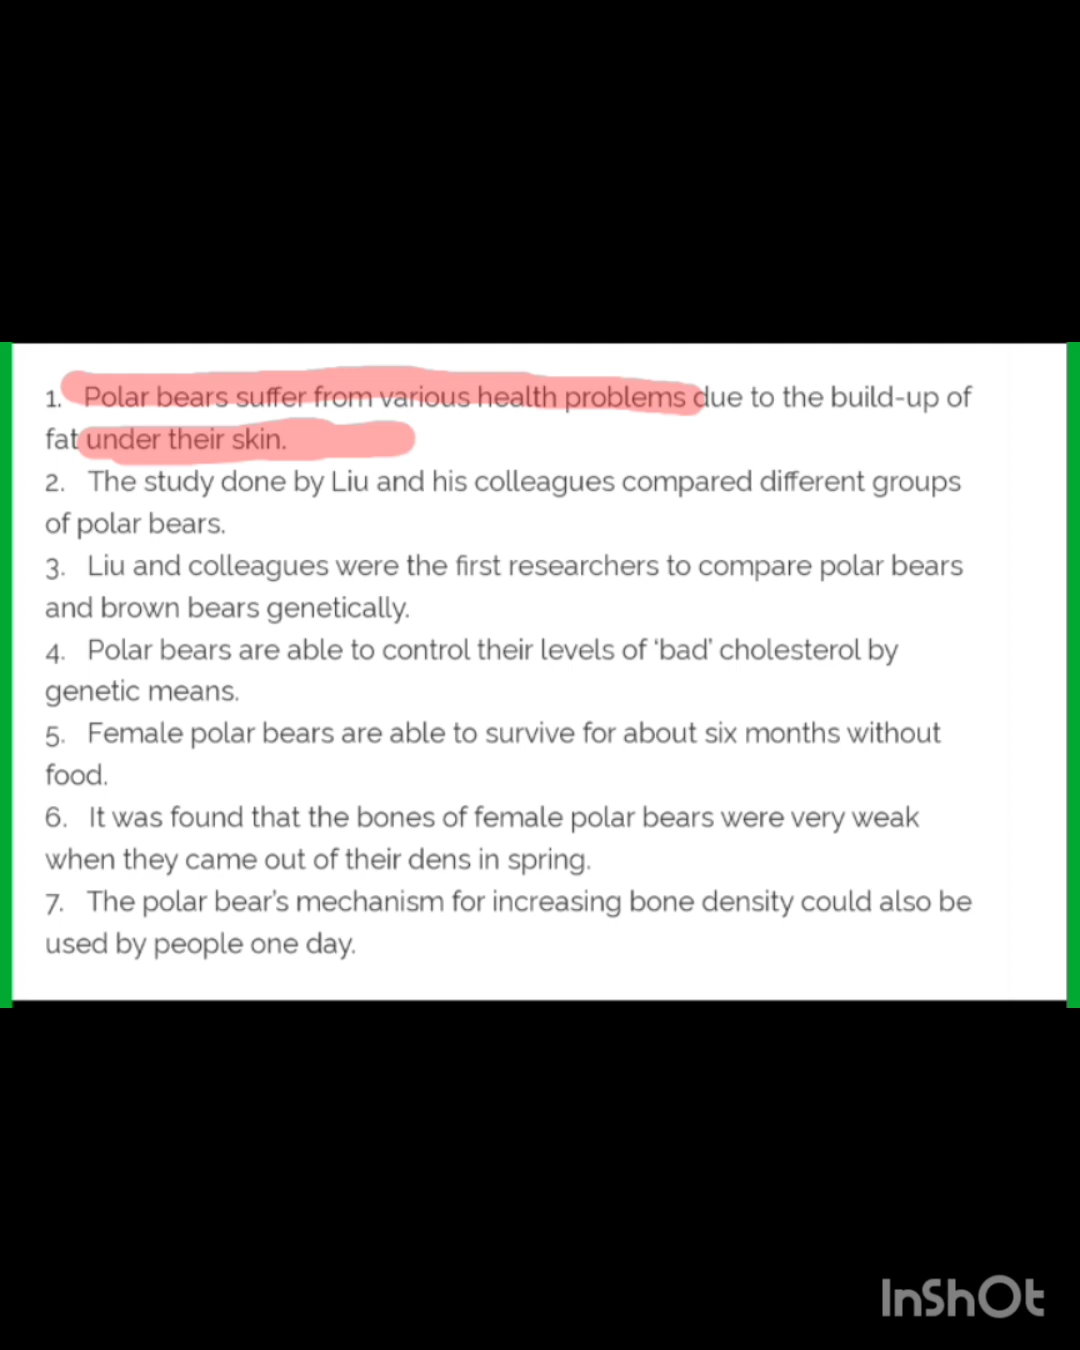 1. Polar bears suffer from various health problems due to the build-up of
fat under their skin.
2. The study done by Liu and his colleagues compared different groups
of polar bears.
3. Liu and colleagues were the first researchers to compare polar bears
and brown bears genetically.
4. Polar bears are able to control their levels of ‘bad’ cholesterol by
genetic means.
5. Female polar bears are able to survive for about six months without
food.
6. It was found that the bones of female polar bears were very weak
when they came out of their dens in spring.
7. The polar bear’s mechanism for increasing bone density could also be
used by people one day.
InShOt